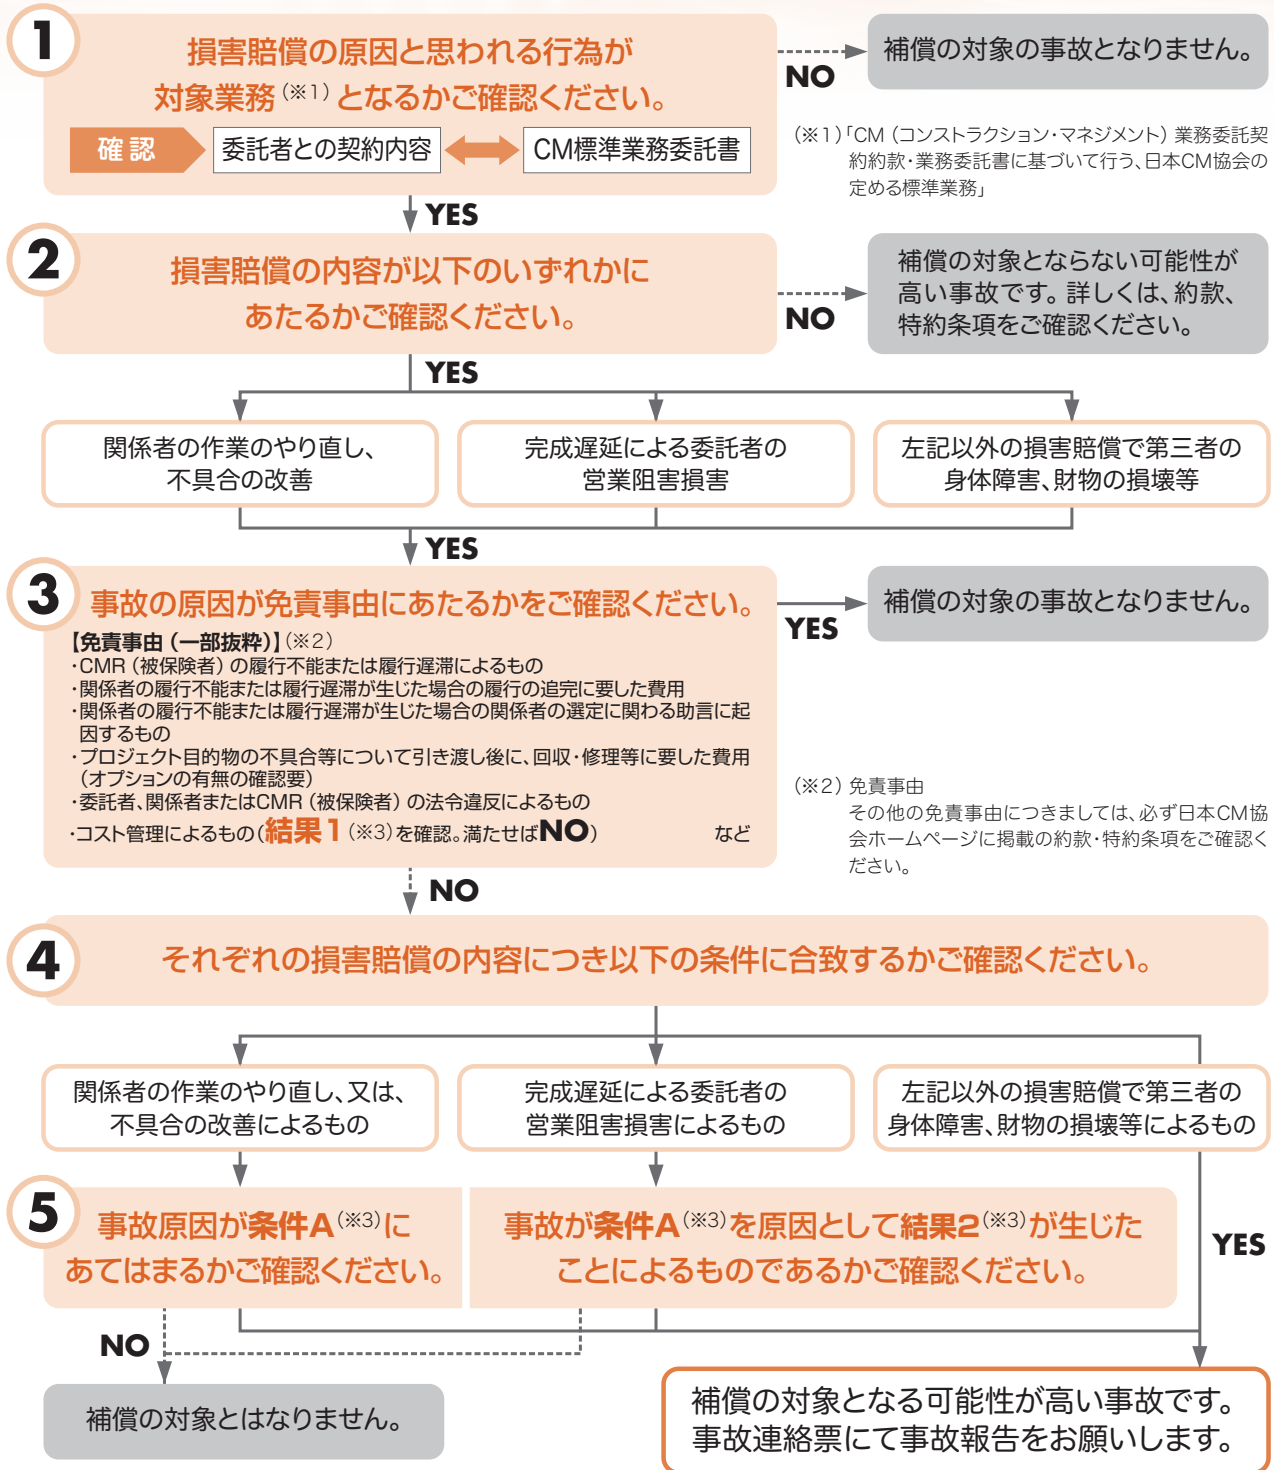 1
損害賠償の原因と思われる行為が
対象業務(※1)となるかご確認ください。
確 認
委託者との契約内容
CM標準業務委託書
NO
補償の対象の事故となりません。
(※1)「CM(コンストラクション・マネジメント)業務委託契
約約款・業務委託書に基づいて行う、日本CM協会の
定める標準業務」
YES
2
損害賠償の内容が以下のいずれかに
あたるかご確認ください。
NO
補償の対象とならない可能性が
高い事故です。詳しくは、約款、
特約条項をご確認ください。
YES
関係者の作業のやり直し、
不具合の改善
完成遅延による委託者の
営業阻害損害
左記以外の損害賠償で第三者の
身体障害、財物の損壊等
YES
3
事故の原因が免責事由にあたるかをご確認ください。
YES
補償の対象の事故となりません。
【免責事由(一部抜粋)】(※2)
・CMR(被保険者)の履行不能または履行遅滞によるもの
・関係者の履行不能または履行遅滞が生じた場合の履行の追完に要した費用
・関係者の履行不能または履行遅滞が生じた場合の関係者の選定に関わる助言に起
因するもの
・プロジェクト目的物の不具合等について引き渡し後に、回収・修理等に要した費用
(オプションの有無の確認要)
・委託者、関係者またはCMR(被保険者)の法令違反によるもの
・コスト管理によるもの(結果1(※3)を確認。満たせばNO) など
(※2)免責事由
その他の免責事由につきましては、必ず日本CM協
会ホームページに掲載の約款・特約条項をご確認く
ださい。
NO
4
それぞれの損害賠償の内容につき以下の条件に合致するかご確認ください。
関係者の作業のやり直し、又は、
不具合の改善によるもの
完成遅延による委託者の
営業阻害損害によるもの
左記以外の損害賠償で第三者の
身体障害、財物の損壊等によるもの
5
事故原因が条件A(※3)に
あてはまるかご確認ください。
事故が条件A(※3)を原因として結果2(※3)が生じた
ことによるものであるかご確認ください。
YES
NO
補償の対象とはなりません。
補償の対象となる可能性が高い事故です。
事故連絡票にて事故報告をお願いします。